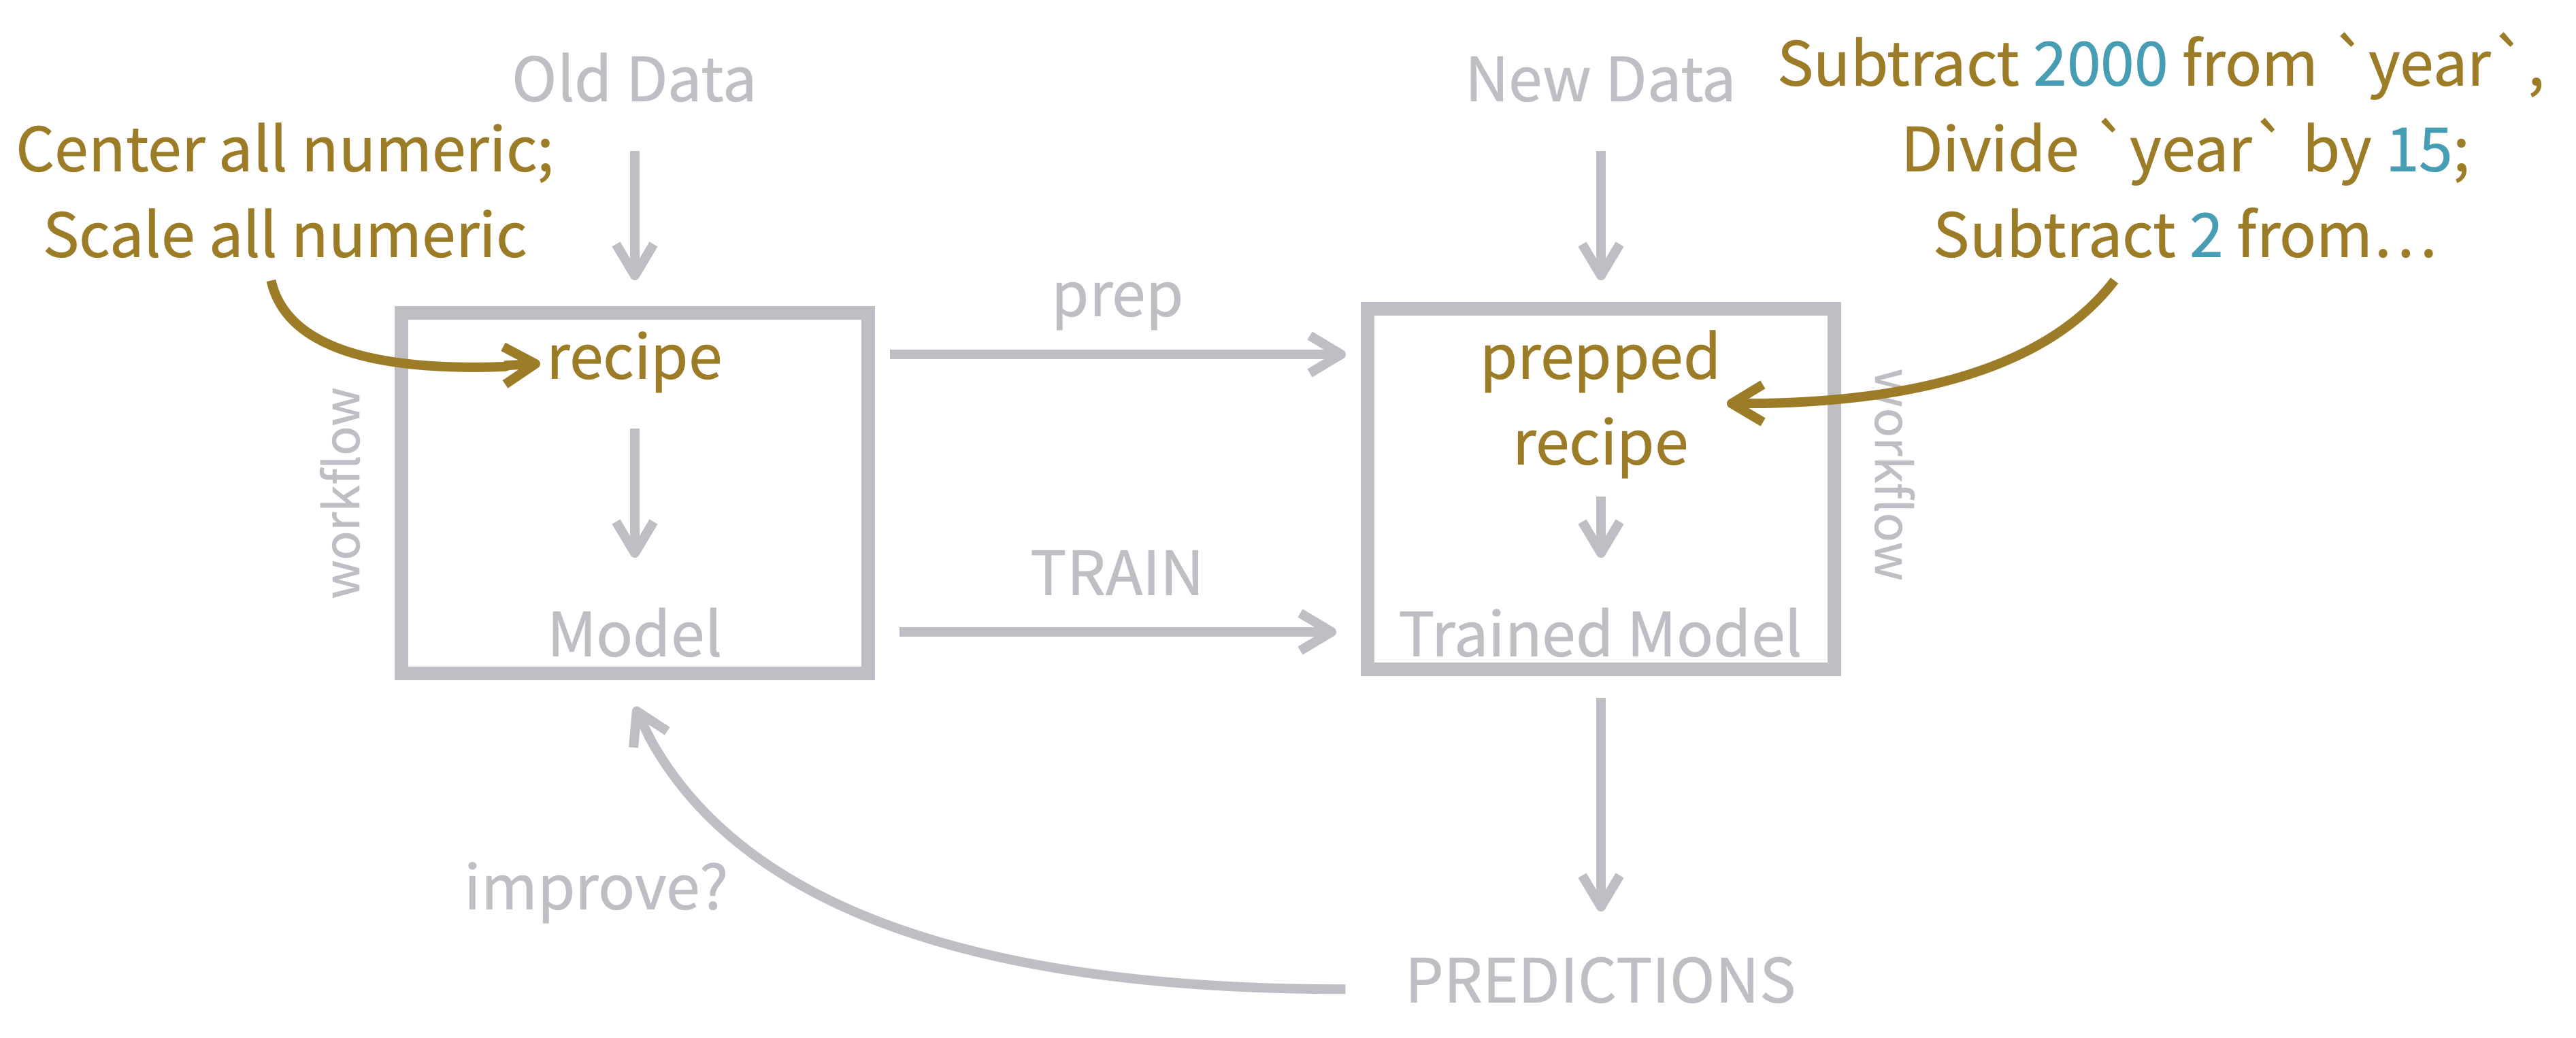 Old Data
Center all numeric;
Scale all numeric
New Data
Subtract 2000 from `year`,
Divide `year` by 15;
Subtract 2 from…
workflow
recipe
Model
prep
TRAIN
prepped
recipe
Trained Model
workflow
improve?
PREDICTIONS